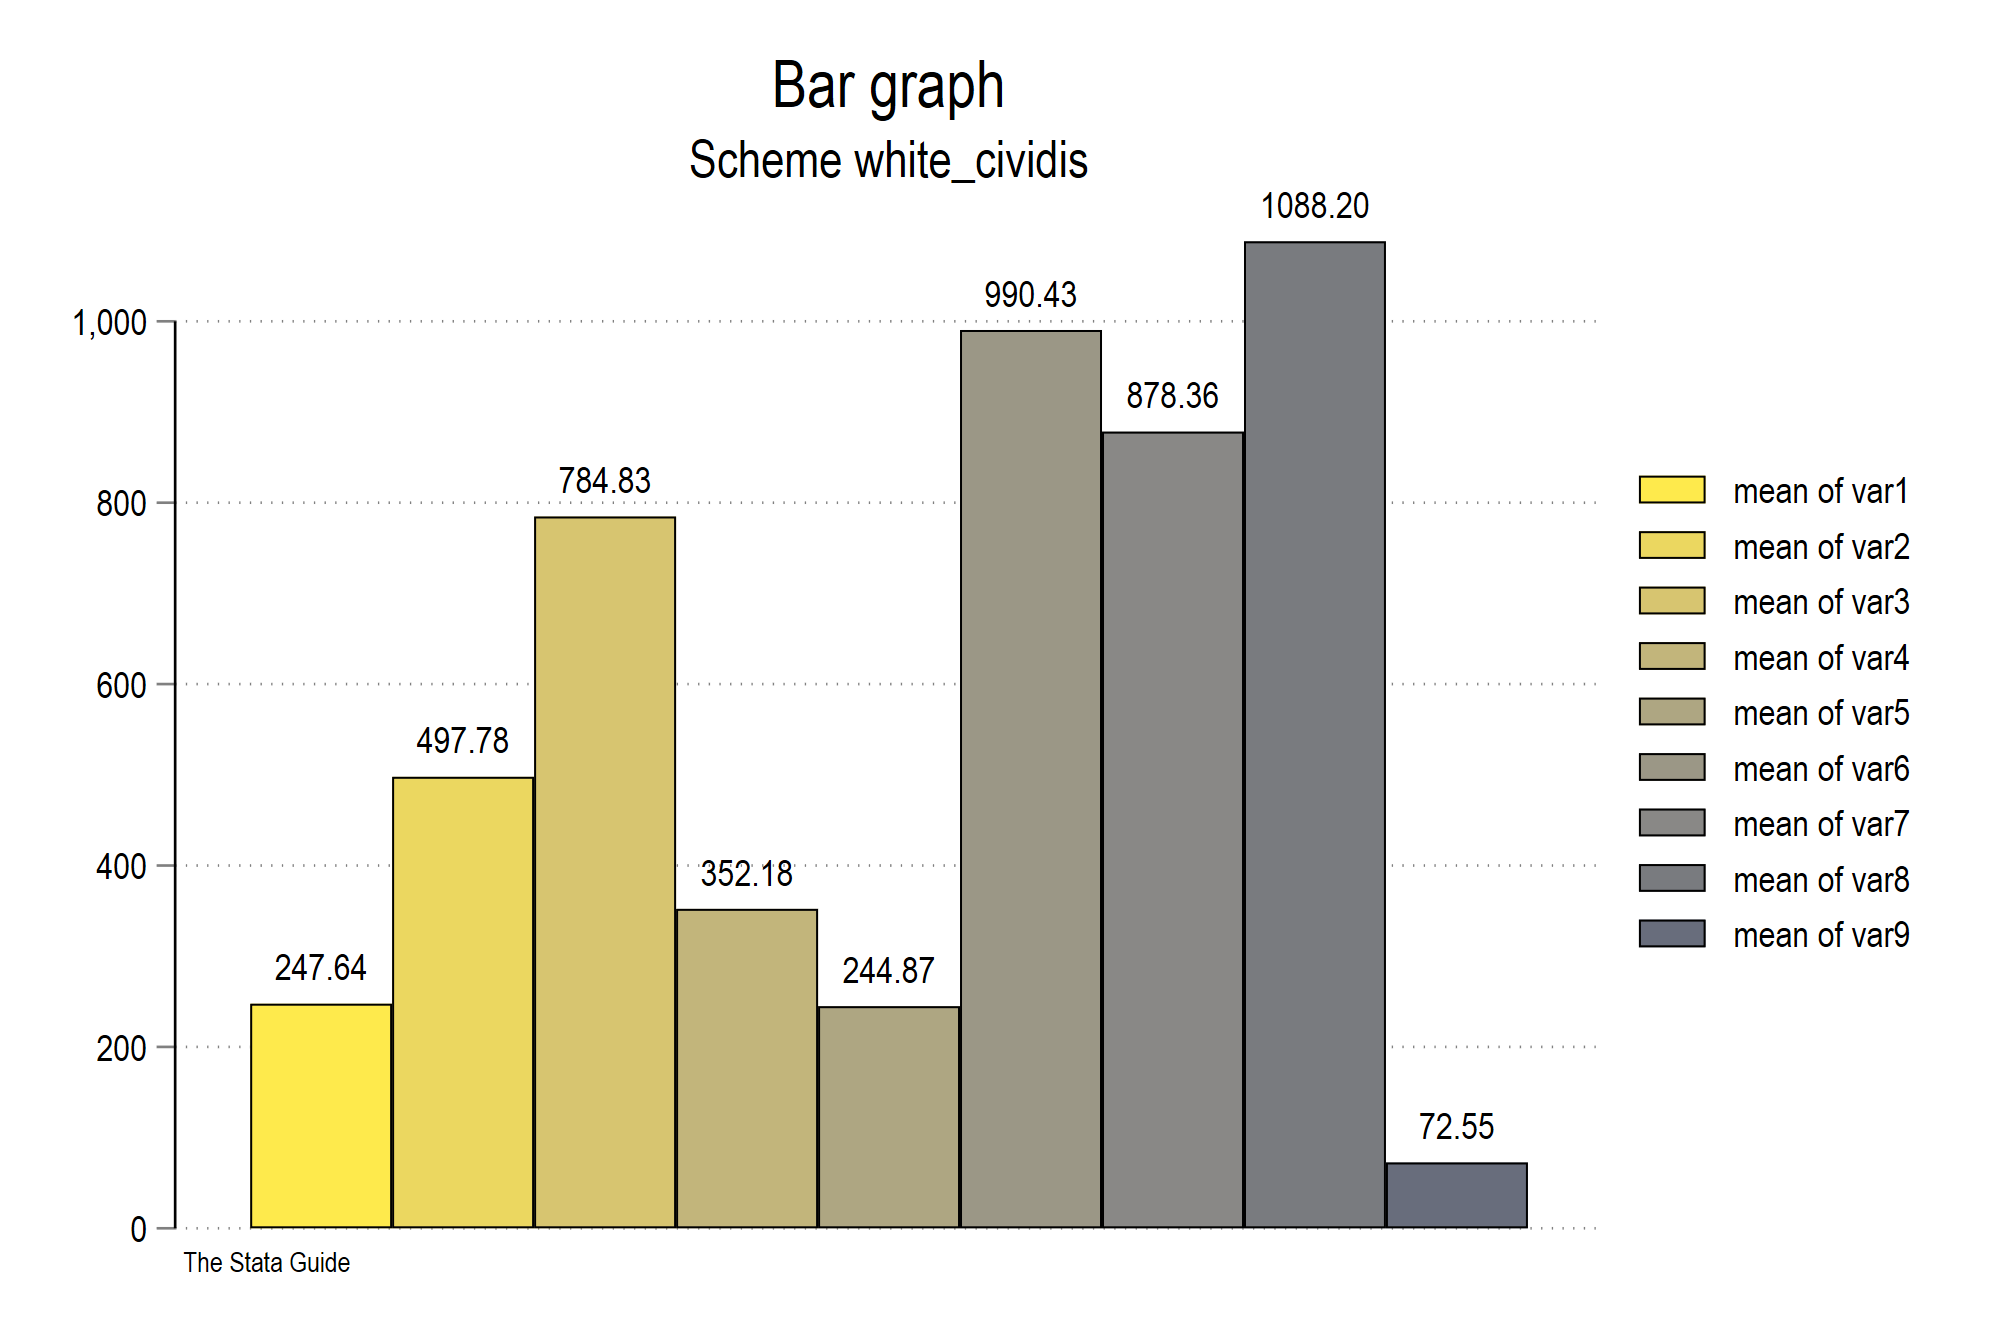 Bar graph
Scheme white_cividis
1088.20
990.43
878.36
784.83
497.78
352.18
247.64
244.87
72.55
1,000
800
600
400
200
0
mean of var1
mean of var2
mean of var3
mean of var4
mean of var5
mean of var6
mean of var7
mean of var8
mean of var9
The Stata Guide